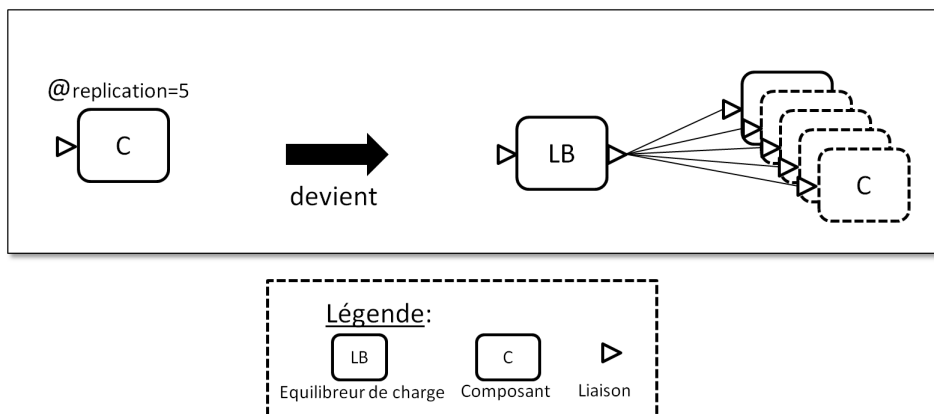 @replication=5
C
devient
LB
C
Légende:
LB
C
Equilibreur de charge
Composant
Liaison